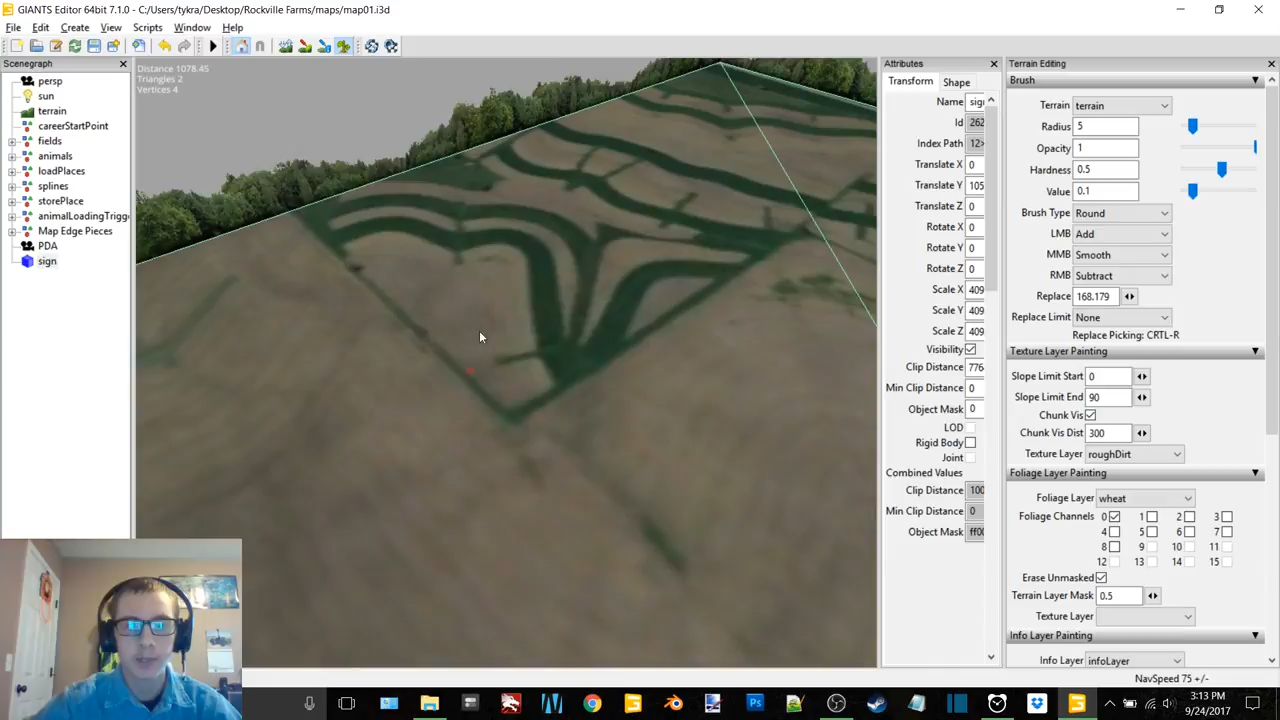 GIANTS Editor 64bit 7.1.0 - C:/Users/tykra/Desktop/Rockville Farms/maps/map01.i3d
File Edit Create View Scripts Window Help
Scenegraph
persp
sun
terrain
careerStartPoint
fields
animals
loadPlaces
splines
storePlace
animalLoadingTrigg
Map Edge Pieces
PDA
sign
Distance 1078.45
Triangles 2
Vertices 4
Attributes
Transform Shape
Name sign
Id 262
Index Path 12>
Translate X 0
Translate Y 105
Translate Z 0
Rotate X 0
Rotate Y 0
Rotate Z 0
Scale X 409
Scale Y 409
Scale Z 409
Visibility
Clip Distance 776
Min Clip Distance 0
Object Mask 0
LOD
Rigid Body
Joint
Combined Values
Clip Distance 100
Min Clip Distance 0
Object Mask ff00
Terrain Editing
Brush
Terrain terrain
Radius 5
Opacity 1
Hardness 0.5
Value 0.1
Brush Type Round
LMB Add
MMB Smooth
RMB Subtract
Replace 168.179
Replace Limit None
Replace Picking: CRTL-R
Texture Layer Painting
Slope Limit Start 0
Slope Limit End 90
Chunk Vis
Chunk Vis Dist 300
Texture Layer roughDirt
Foliage Layer Painting
Foliage Layer wheat
Foliage Channels 0 1 2 3
4 5 6 7
8 9 10 11
12 13 14 15
Erase Unmasked
Terrain Layer Mask 0.5
Texture Layer
Info Layer Painting
Info Layer infoLayer
NavSpeed 75 +/-
3:13 PM
9/24/2017